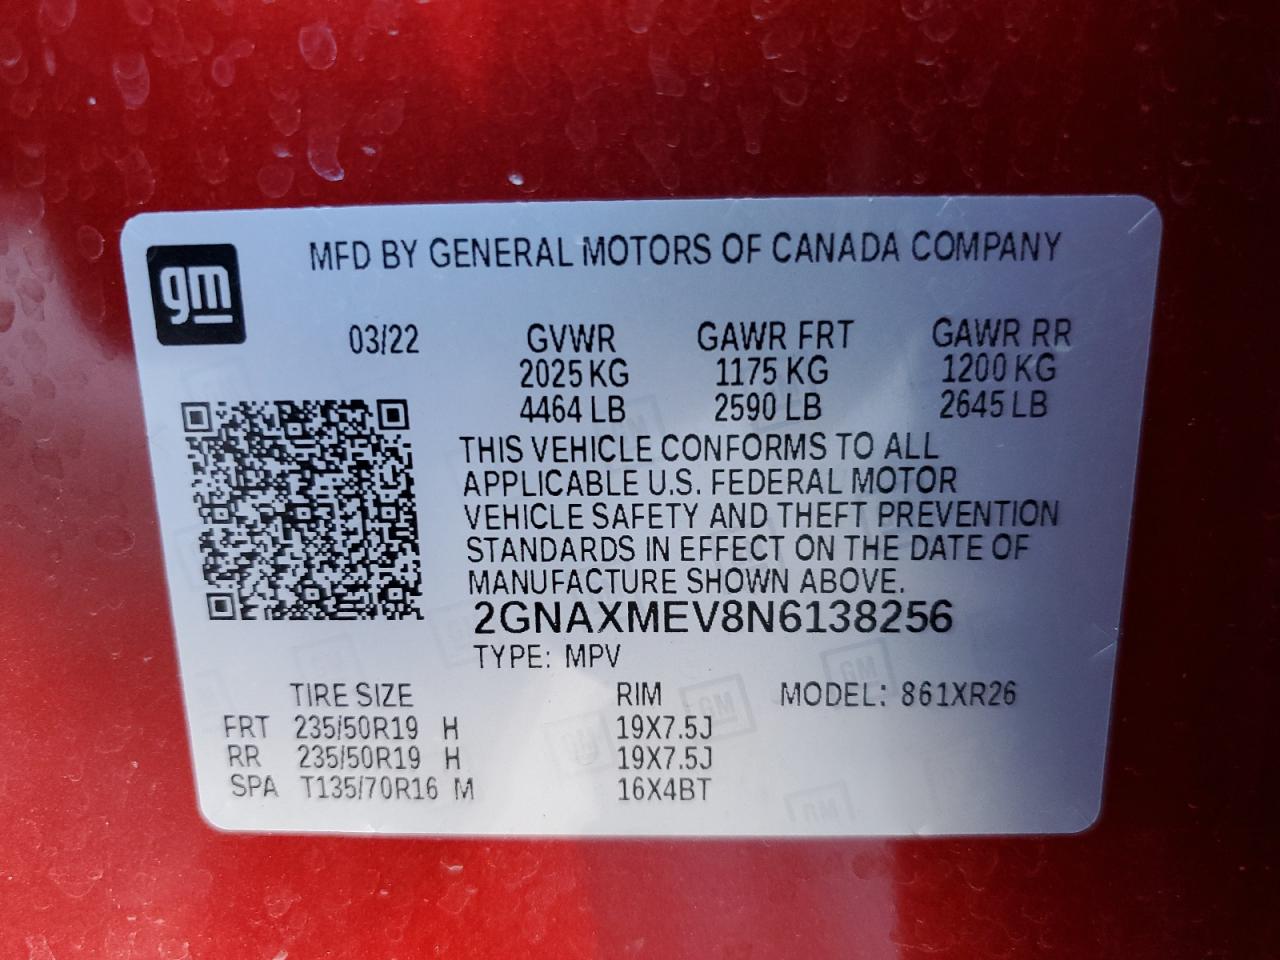 gm
MFD BY GENERAL MOTORS OF CANADA COMPANY
03/22 GVWR GAWR FRT GAWR RR
2025 KG 1175 KG 1200 KG
4464 LB 2590 LB 2645 LB
THIS VEHICLE CONFORMS TO ALL
APPLICABLE U.S. FEDERAL MOTOR
VEHICLE SAFETY AND THEFT PREVENTION
STANDARDS IN EFFECT ON THE DATE OF
MANUFACTURE SHOWN ABOVE.
2GNAXMEV8N6138256
TYPE: MPV
TIRE SIZE RIM MODEL: 861XR26
FRT 235/50R19 H 19X7.5J
RR 235/50R19 H 19X7.5J
SPA T135/70R16 M 16X4BT